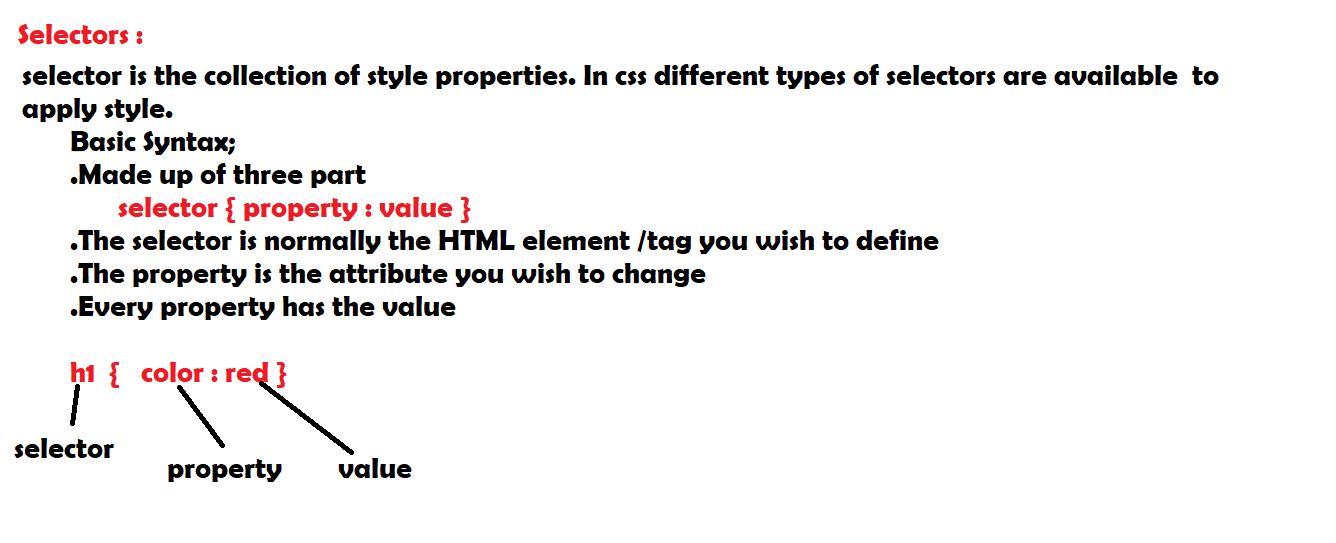 Selectors :
selector is the collection of style properties. In css different types of selectors are available  to
apply style.
Basic Syntax;
.Made up of three part
selector { property : value }
.The selector is normally the HTML element /tag you wish to define
.The property is the attribute you wish to change
.Every property has the value
h1  {   color : red }
selector
property
value